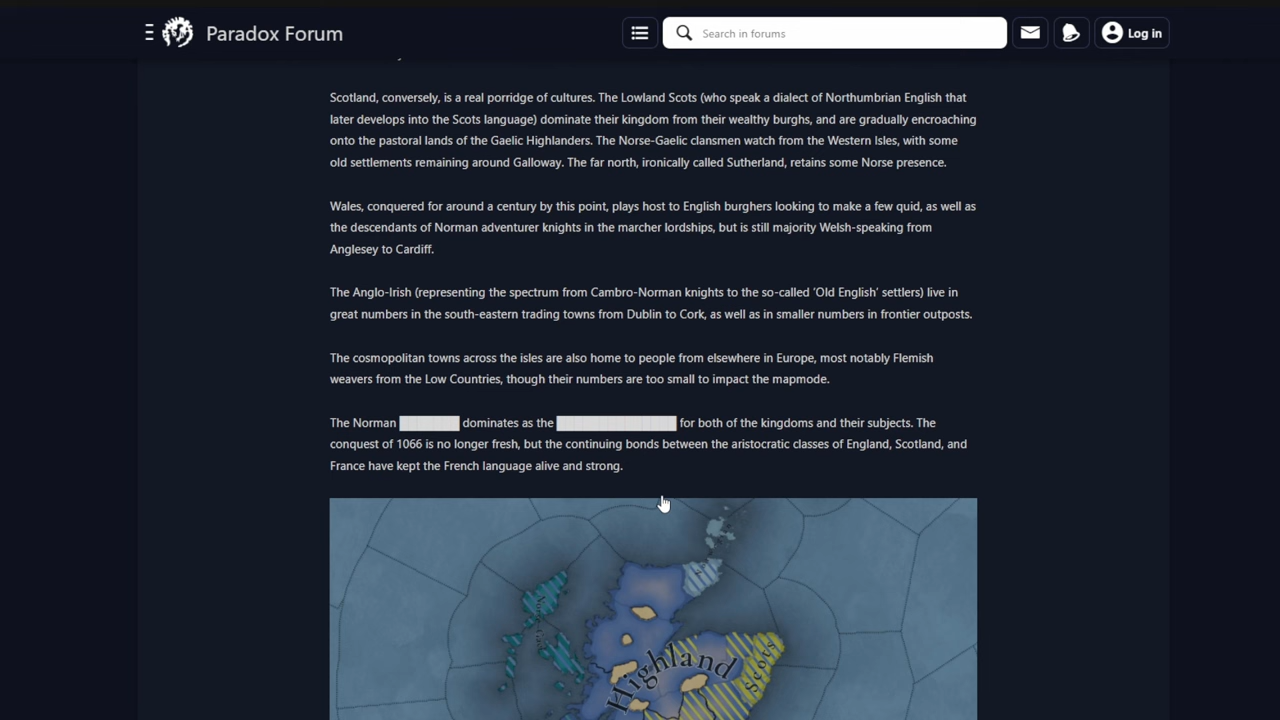 Paradox Forum
Search in forums
Log in
Scotland, conversely, is a real porridge of cultures. The Lowland Scots (who speak a dialect of Northumbrian English that
later develops into the Scots language) dominate their kingdom from their wealthy burghs, and are gradually encroaching
onto the pastoral lands of the Gaelic Highlanders. The Norse-Gaelic clansmen watch from the Western Isles, with some
old settlements remaining around Galloway. The far north, ironically called Sutherland, retains some Norse presence.
Wales, conquered for around a century by this point, plays host to English burghers looking to make a few quid, as well as
the descendants of Norman adventurer knights in the marcher lordships, but is still majority Welsh-speaking from
Anglesey to Cardiff.
The Anglo-Irish (representing the spectrum from Cambro-Norman knights to the so-called ‘Old English’ settlers) live in
great numbers in the south-eastern trading towns from Dublin to Cork, as well as in smaller numbers in frontier outposts.
The cosmopolitan towns across the isles are also home to people from elsewhere in Europe, most notably Flemish
weavers from the Low Countries, though their numbers are too small to impact the mapmode.
The Norman ████████ dominates as the ████████████████ for both of the kingdoms and their subjects. The
conquest of 1066 is no longer fresh, but the continuing bonds between the aristocratic classes of England, Scotland, and
France have kept the French language alive and strong.
Highland
Scots